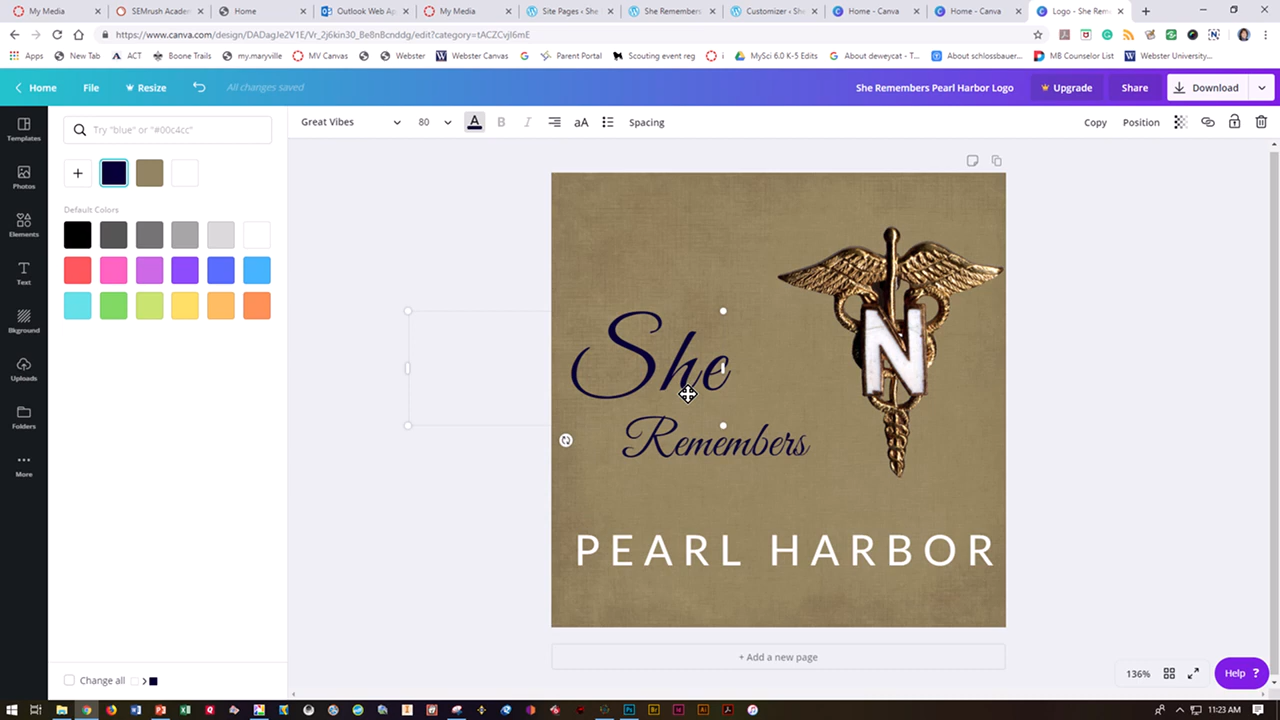 My Media
SEMrush Acade
Home
Outlook Web Ap
My Media
Site Pages ‹ She
She Remembers
Customizer ‹ She
Home - Canva
Home - Canva
Logo - She Rem
https://www.canva.com/design/DADagJe2V1E/Vr_2j6kin30_Be8nBcnddg/edit?category=tACZCvjI6mE
Apps
New Tab
ACT
Boone Trails
my.maryville
MV Canvas
Webster
Webster Canvas
Parent Portal
Scouting event reg
i
MySci 6.0 K-5 Edits
About deweycat - T...
About schlossbauer...
MB Counselor List
Webster University...
Home
File
Resize
All changes saved
She Remembers Pearl Harbor Logo
Upgrade
Share
Download
Try "blue" or "#00c4cc"
Great Vibes
80
A
B
I
aA
Spacing
Copy
Position
Templates
Photos
Elements
Text
Bkground
Uploads
Folders
More
Default Colors
She
Remembers
N
PEARL HARBOR
+ Add a new page
Change all
136%
Help ?
11:23 AM